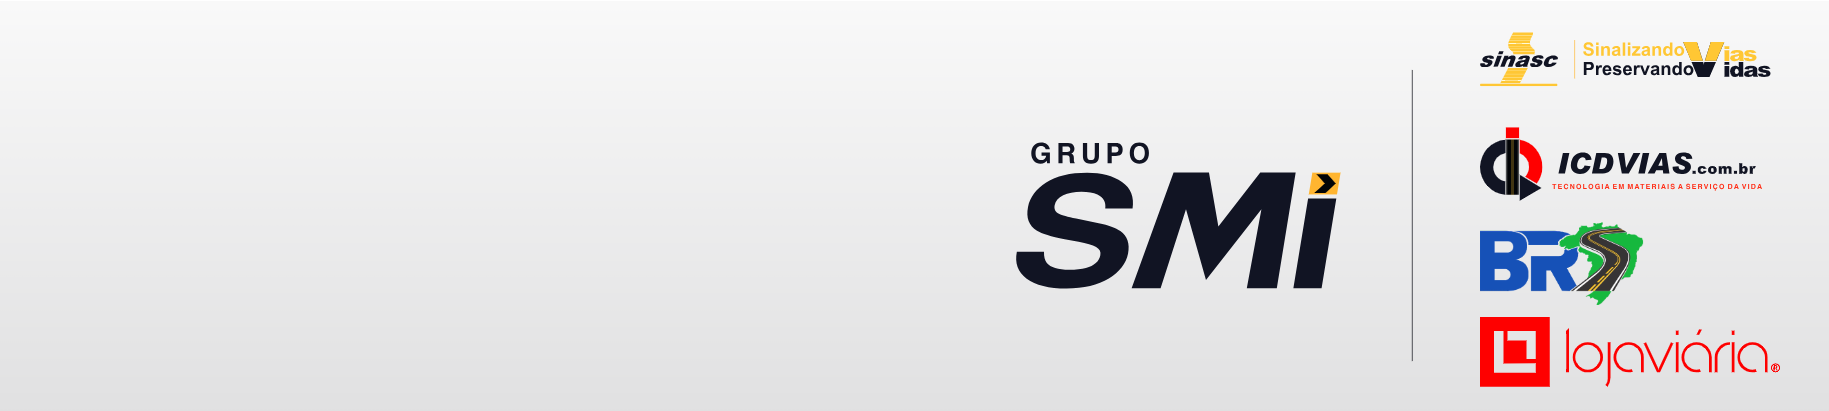 GRUPO
SMi
sinasc
Sinalizando Vias
Preservando Vidas
ICDVIAS.com.br
TECNOLOGIA EM MATERIAIS A SERVIÇO DA VIDA
BR
lojaviária®